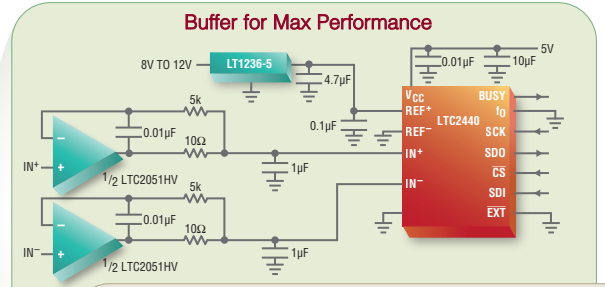 Buffer for Max Performance
8V TO 12V
LT1236-5
4.7µF
0.1µF
0.01µF
10µF
5V
VCC
REF+
REF−
IN+
IN−
LTC2440
BUSY
fO
SCK
SDO
CS
SDI
EXT
5k
0.01µF
10Ω
IN+
−
+
1/2 LTC2051HV
1µF
5k
0.01µF
10Ω
IN−
−
+
1/2 LTC2051HV
1µF